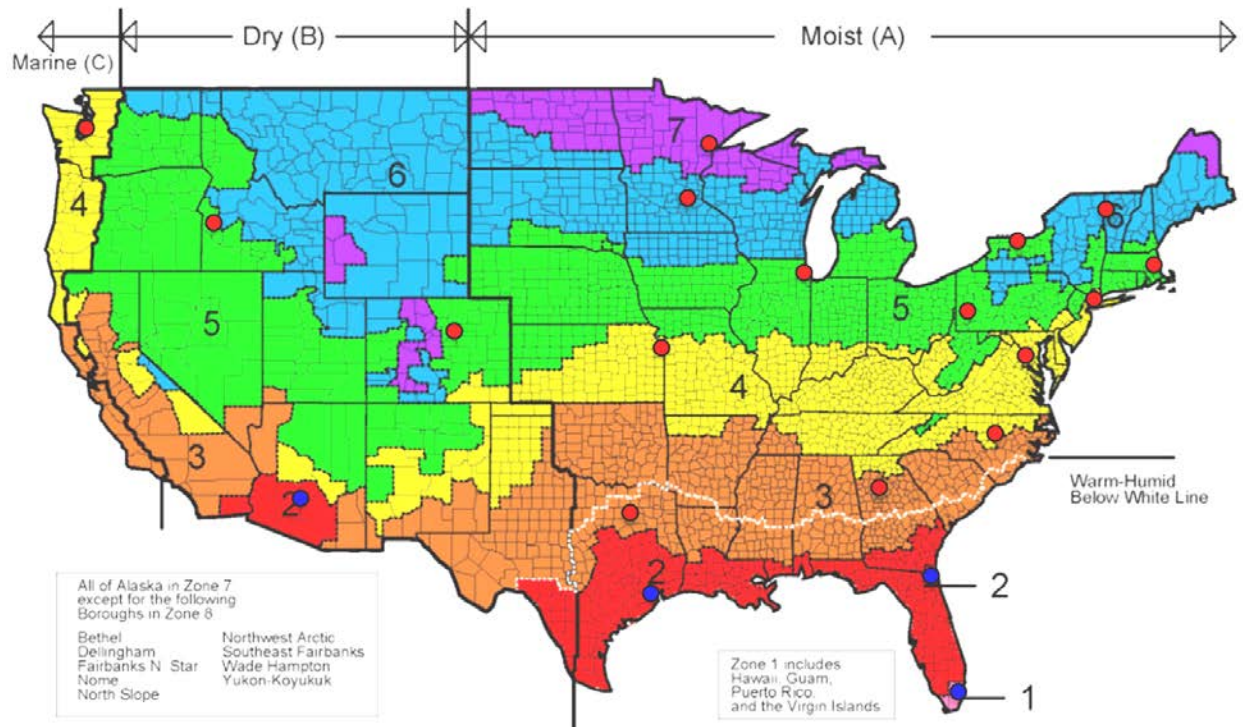 Marine (C)
Dry (B)
Moist (A)
7
6
4
6
5
5
4
3
3
2
2
2
1
Warm-Humid
Below White Line
All of Alaska in Zone 7
except for the following
Boroughs in Zone 8
Bethel Northwest Arctic
Dellingham Southeast Fairbanks
Fairbanks N. Star Wade Hampton
Nome Yukon-Koyukuk
North Slope
Zone 1 includes
Hawaii, Guam,
Puerto Rico,
and the Virgin Islands